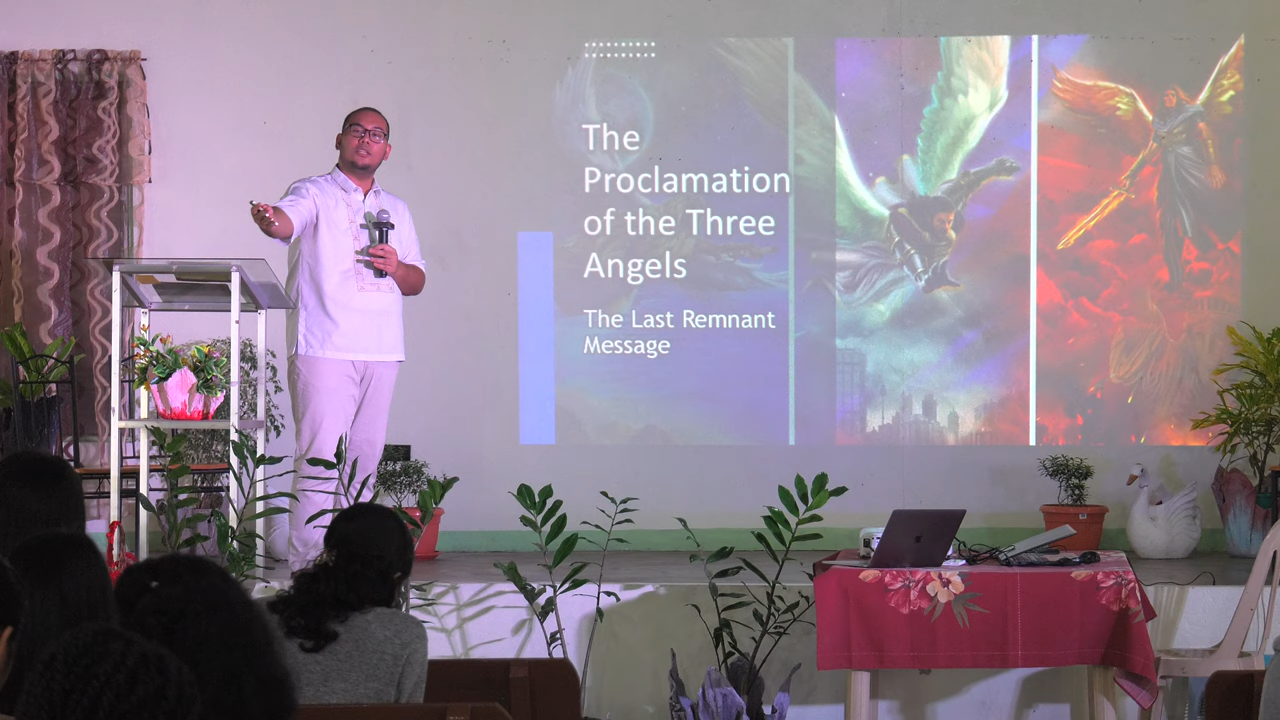 The
Proclamation
of the Three
Angels
The Last Remnant
Message